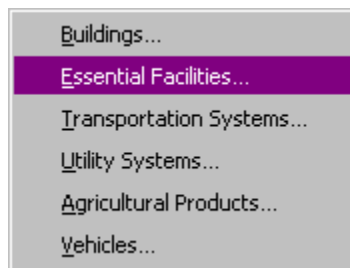 Buildings...
Essential Facilities...
Transportation Systems...
Utility Systems...
Agricultural Products...
Vehicles...